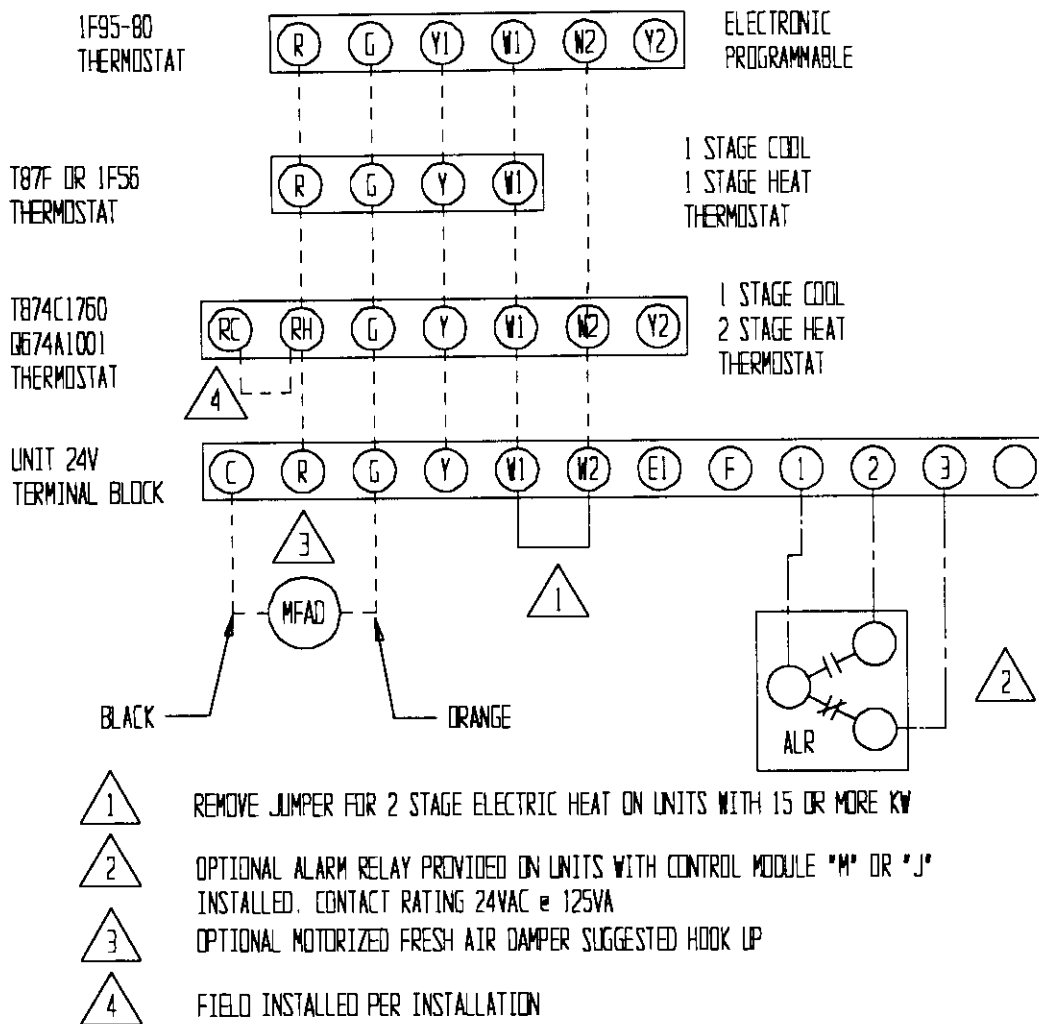 1F95-80
THERMOSTAT
R G Y1 W1 W2 Y2
ELECTRONIC
PROGRAMMABLE
T87F OR 1F56
THERMOSTAT
R G Y W1
1 STAGE COOL
1 STAGE HEAT
THERMOSTAT
T874C1760
Q674A1001
THERMOSTAT
RC RH G Y W1 W2 Y2
1 STAGE COOL
2 STAGE HEAT
THERMOSTAT
4
UNIT 24V
TERMINAL BLOCK
C R G Y W1 W2 E1 F 1 2 3
3
1
MFAD
2
BLACK
ORANGE
ALR
1 REMOVE JUMPER FOR 2 STAGE ELECTRIC HEAT ON UNITS WITH 15 OR MORE KW
2 OPTIONAL ALARM RELAY PROVIDED ON UNITS WITH CONTROL MODULE "M" OR "J"
INSTALLED. CONTACT RATING 24VAC @ 125VA
3 OPTIONAL MOTORIZED FRESH AIR DAMPER SUGGESTED HOOK UP
4 FIELD INSTALLED PER INSTALLATION